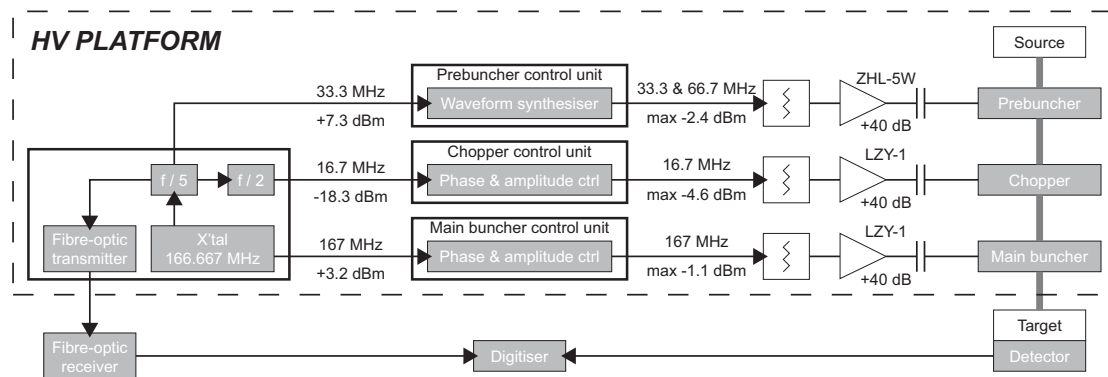 HV PLATFORM
Source
33.3 MHz
+7.3 dBm
Prebuncher control unit
Waveform synthesiser
33.3 & 66.7 MHz
max -2.4 dBm
ZHL-5W
+40 dB
Prebuncher
f / 5
f / 2
16.7 MHz
-18.3 dBm
Chopper control unit
Phase & amplitude ctrl
16.7 MHz
max -4.6 dBm
LZY-1
+40 dB
Chopper
Fibre-optic
transmitter
X'tal
166.667 MHz
167 MHz
+3.2 dBm
Main buncher control unit
Phase & amplitude ctrl
167 MHz
max -1.1 dBm
LZY-1
+40 dB
Main buncher
Target
Fibre-optic
receiver
Digitiser
Detector